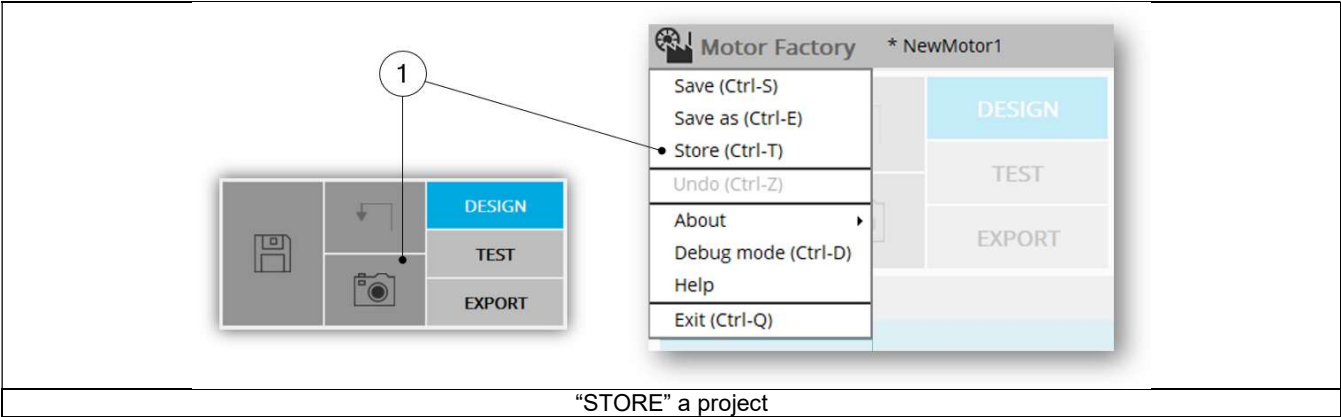 1
DESIGN
TEST
EXPORT
Motor Factory * NewMotor1
Save (Ctrl-S)
Save as (Ctrl-E)
Store (Ctrl-T)
Undo (Ctrl-Z)
About
Debug mode (Ctrl-D)
Help
Exit (Ctrl-Q)
DESIGN
TEST
EXPORT
“STORE” a project